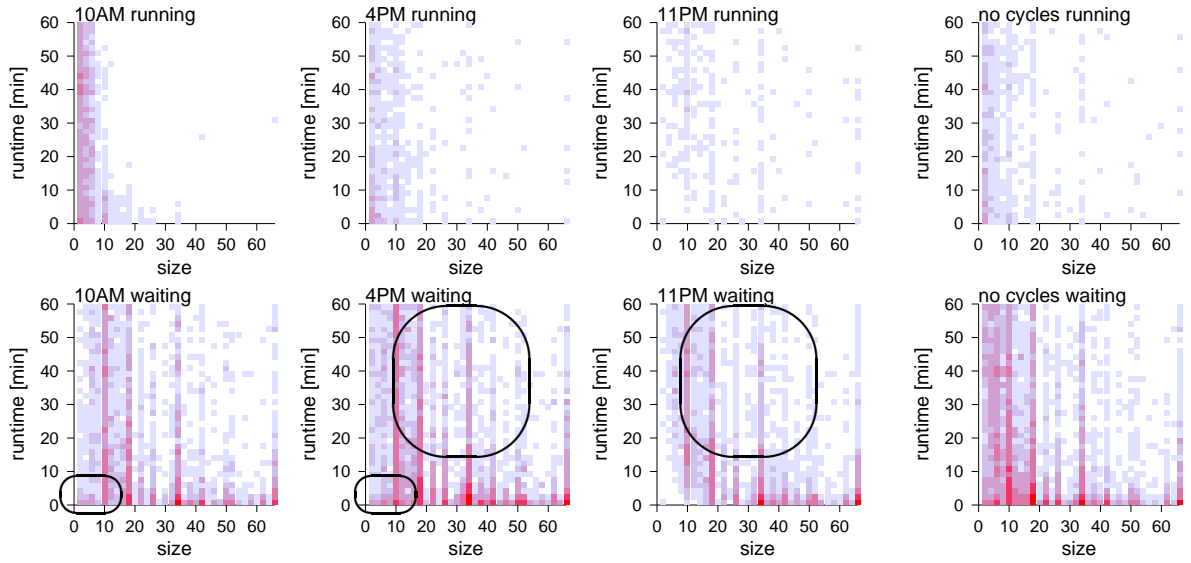 10AM running 4PM running 11PM running no cycles running
runtime [min] runtime [min] runtime [min] runtime [min]
60 60 60 60
50 50 50 50
40 40 40 40
30 30 30 30
20 20 20 20
10 10 10 10
0 0 0 0
0 10 20 30 40 50 60 0 10 20 30 40 50 60 0 10 20 30 40 50 60 0 10 20 30 40 50 60
size size size size
10AM waiting 4PM waiting 11PM waiting no cycles waiting
runtime [min] runtime [min] runtime [min] runtime [min]
60 60 60 60
50 50 50 50
40 40 40 40
30 30 30 30
20 20 20 20
10 10 10 10
0 0 0 0
0 10 20 30 40 50 60 0 10 20 30 40 50 60 0 10 20 30 40 50 60 0 10 20 30 40 50 60
size size size size